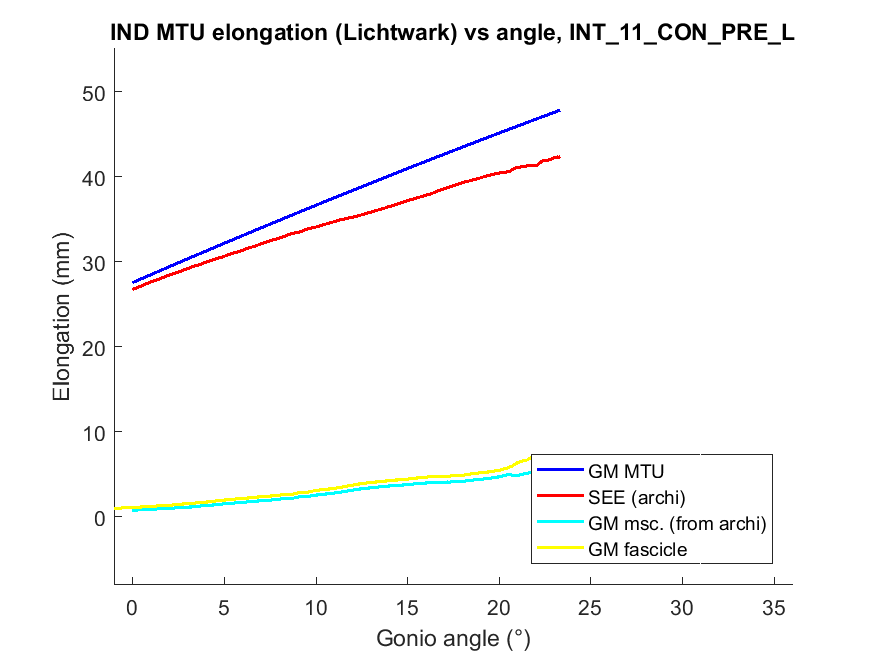 IND MTU elongation (Lichtwark) vs angle, INT_11_CON_PRE_L
Elongation (mm)
50
40
30
20
10
0
GM MTU
SEE (archi)
GM msc. (from archi)
GM fascicle
0 5 10 15 20 25 30 35
Gonio angle (°)